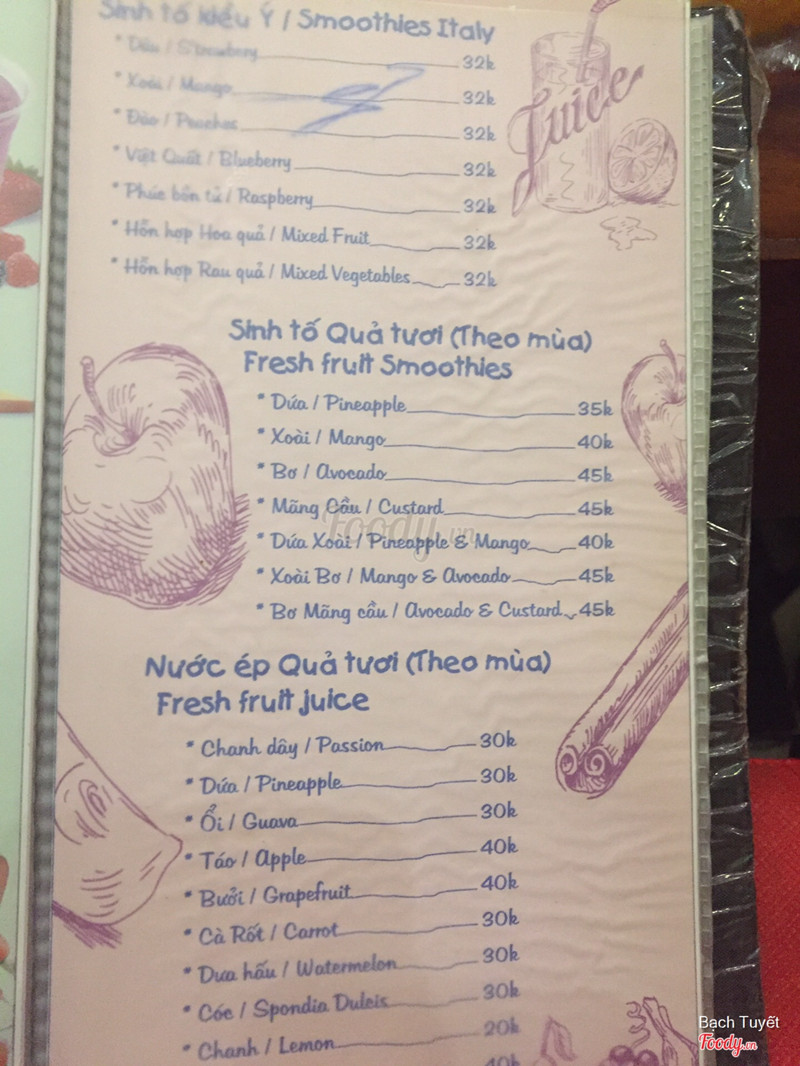 Sinh tố kiểu Ý / Smoothies Italy
* Dâu / Strawberry 32k
* Xoài / Mango 32k
* Đào / Peaches 32k
* Việt Quất / Blueberry 32k
* Phúc bồn tử / Raspberry 32k
* Hỗn hợp Hoa quả / Mixed Fruit 32k
* Hỗn hợp Rau quả / Mixed Vegetables 32k
Juice
Sinh tố Quả tươi (Theo mùa)
Fresh fruit Smoothies
* Dứa / Pineapple 35k
* Xoài / Mango 40k
* Bơ / Avocado 45k
* Mãng Cầu / Custard 45k
* Dứa Xoài / Pineapple & Mango 40k
* Xoài Bơ / Mango & Avocado 45k
* Bơ Mãng cầu / Avocado & Custard 45k
Foody.vn
Nước ép Quả tươi (Theo mùa)
Fresh fruit juice
* Chanh dây / Passion 30k
* Dứa / Pineapple 30k
* Ổi / Guava 30k
* Táo / Apple 40k
* Bưởi / Grapefruit 40k
* Cà Rốt / Carrot 30k
* Dưa hấu / Watermelon 30k
* Cóc / Spondia Dulcis 30k
* Chanh / Lemon 20k
40k
Bạch Tuyết
Foody.vn